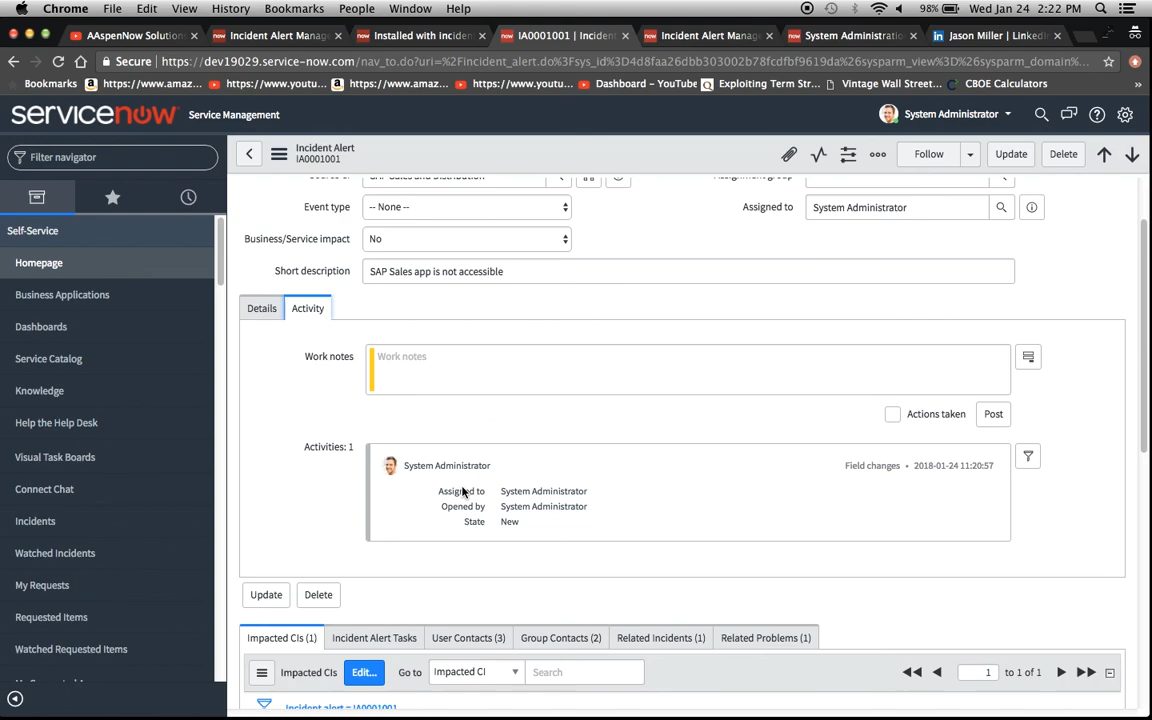 Chrome File Edit View History Bookmarks People Window Help 98% Wed Jan 24 2:22 PM
AAspenNow Solution Incident Alert Manag Installed with inciden IA0001001 | Inciden Incident Alert Manag System Administratio Jason Miller | LinkedIn
Secure https://dev19029.service-now.com/nav_to.do?uri=%2Fincident_alert.do%3Fsys_id%3D4d8faa26dbb303002b78fcdfbf9619da%26sysparm_view%3D%26sysparm_domain%...
Bookmarks https://www.amaz... https://www.youtu... https://www.amaz... https://www.youtu... Dashboard – YouTube Exploiting Term Str... Vintage Wall Street... CBOE Calculators »
servicenow Service Management System Administrator
Filter navigator
Incident Alert
IA0001001
Follow Update Delete
Self-Service
Homepage
Business Applications
Dashboards
Service Catalog
Knowledge
Help the Help Desk
Visual Task Boards
Connect Chat
Incidents
Watched Incidents
My Requests
Requested Items
Watched Requested Items
SAP Sales and Distribution Assignment group
Event type -- None -- Assigned to System Administrator
Business/Service impact No
Short description SAP Sales app is not accessible
Details Activity
Work notes Work notes
Actions taken Post
Activities: 1 System Administrator Field changes • 2018-01-24 11:20:57
Assigned to System Administrator
Opened by System Administrator
State New
Update Delete
Impacted CIs (1) Incident Alert Tasks User Contacts (3) Group Contacts (2) Related Incidents (1) Related Problems (1)
Impacted CIs Edit... Go to Impacted CI Search 1 to 1 of 1
Incident alert = IA0001001